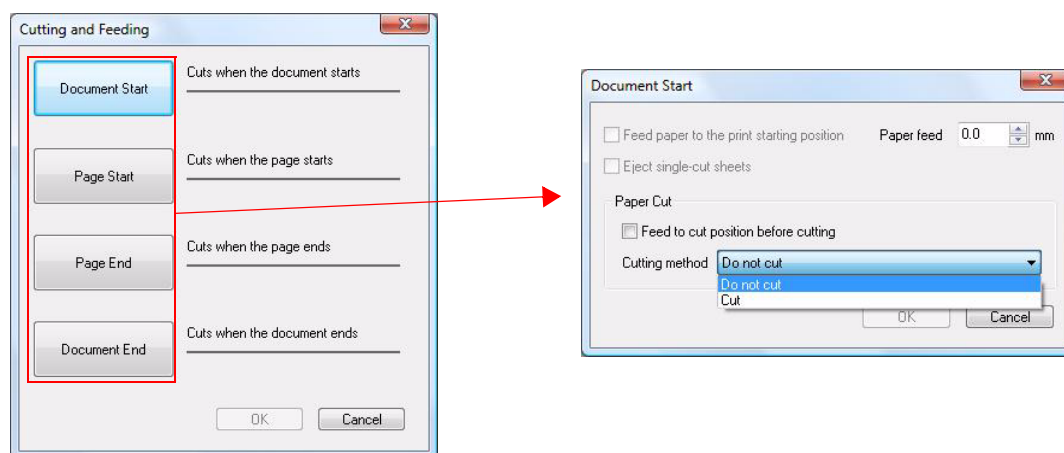 Cutting and Feeding
Document Start
Cuts when the document starts
Page Start
Cuts when the page starts
Page End
Cuts when the page ends
Document End
Cuts when the document ends
OK
Cancel
Document Start
Feed paper to the print starting position
Paper feed
0.0
mm
Eject single-cut sheets
Paper Cut
Feed to cut position before cutting
Cutting method
Do not cut
Do not cut
Cut
OK
Cancel